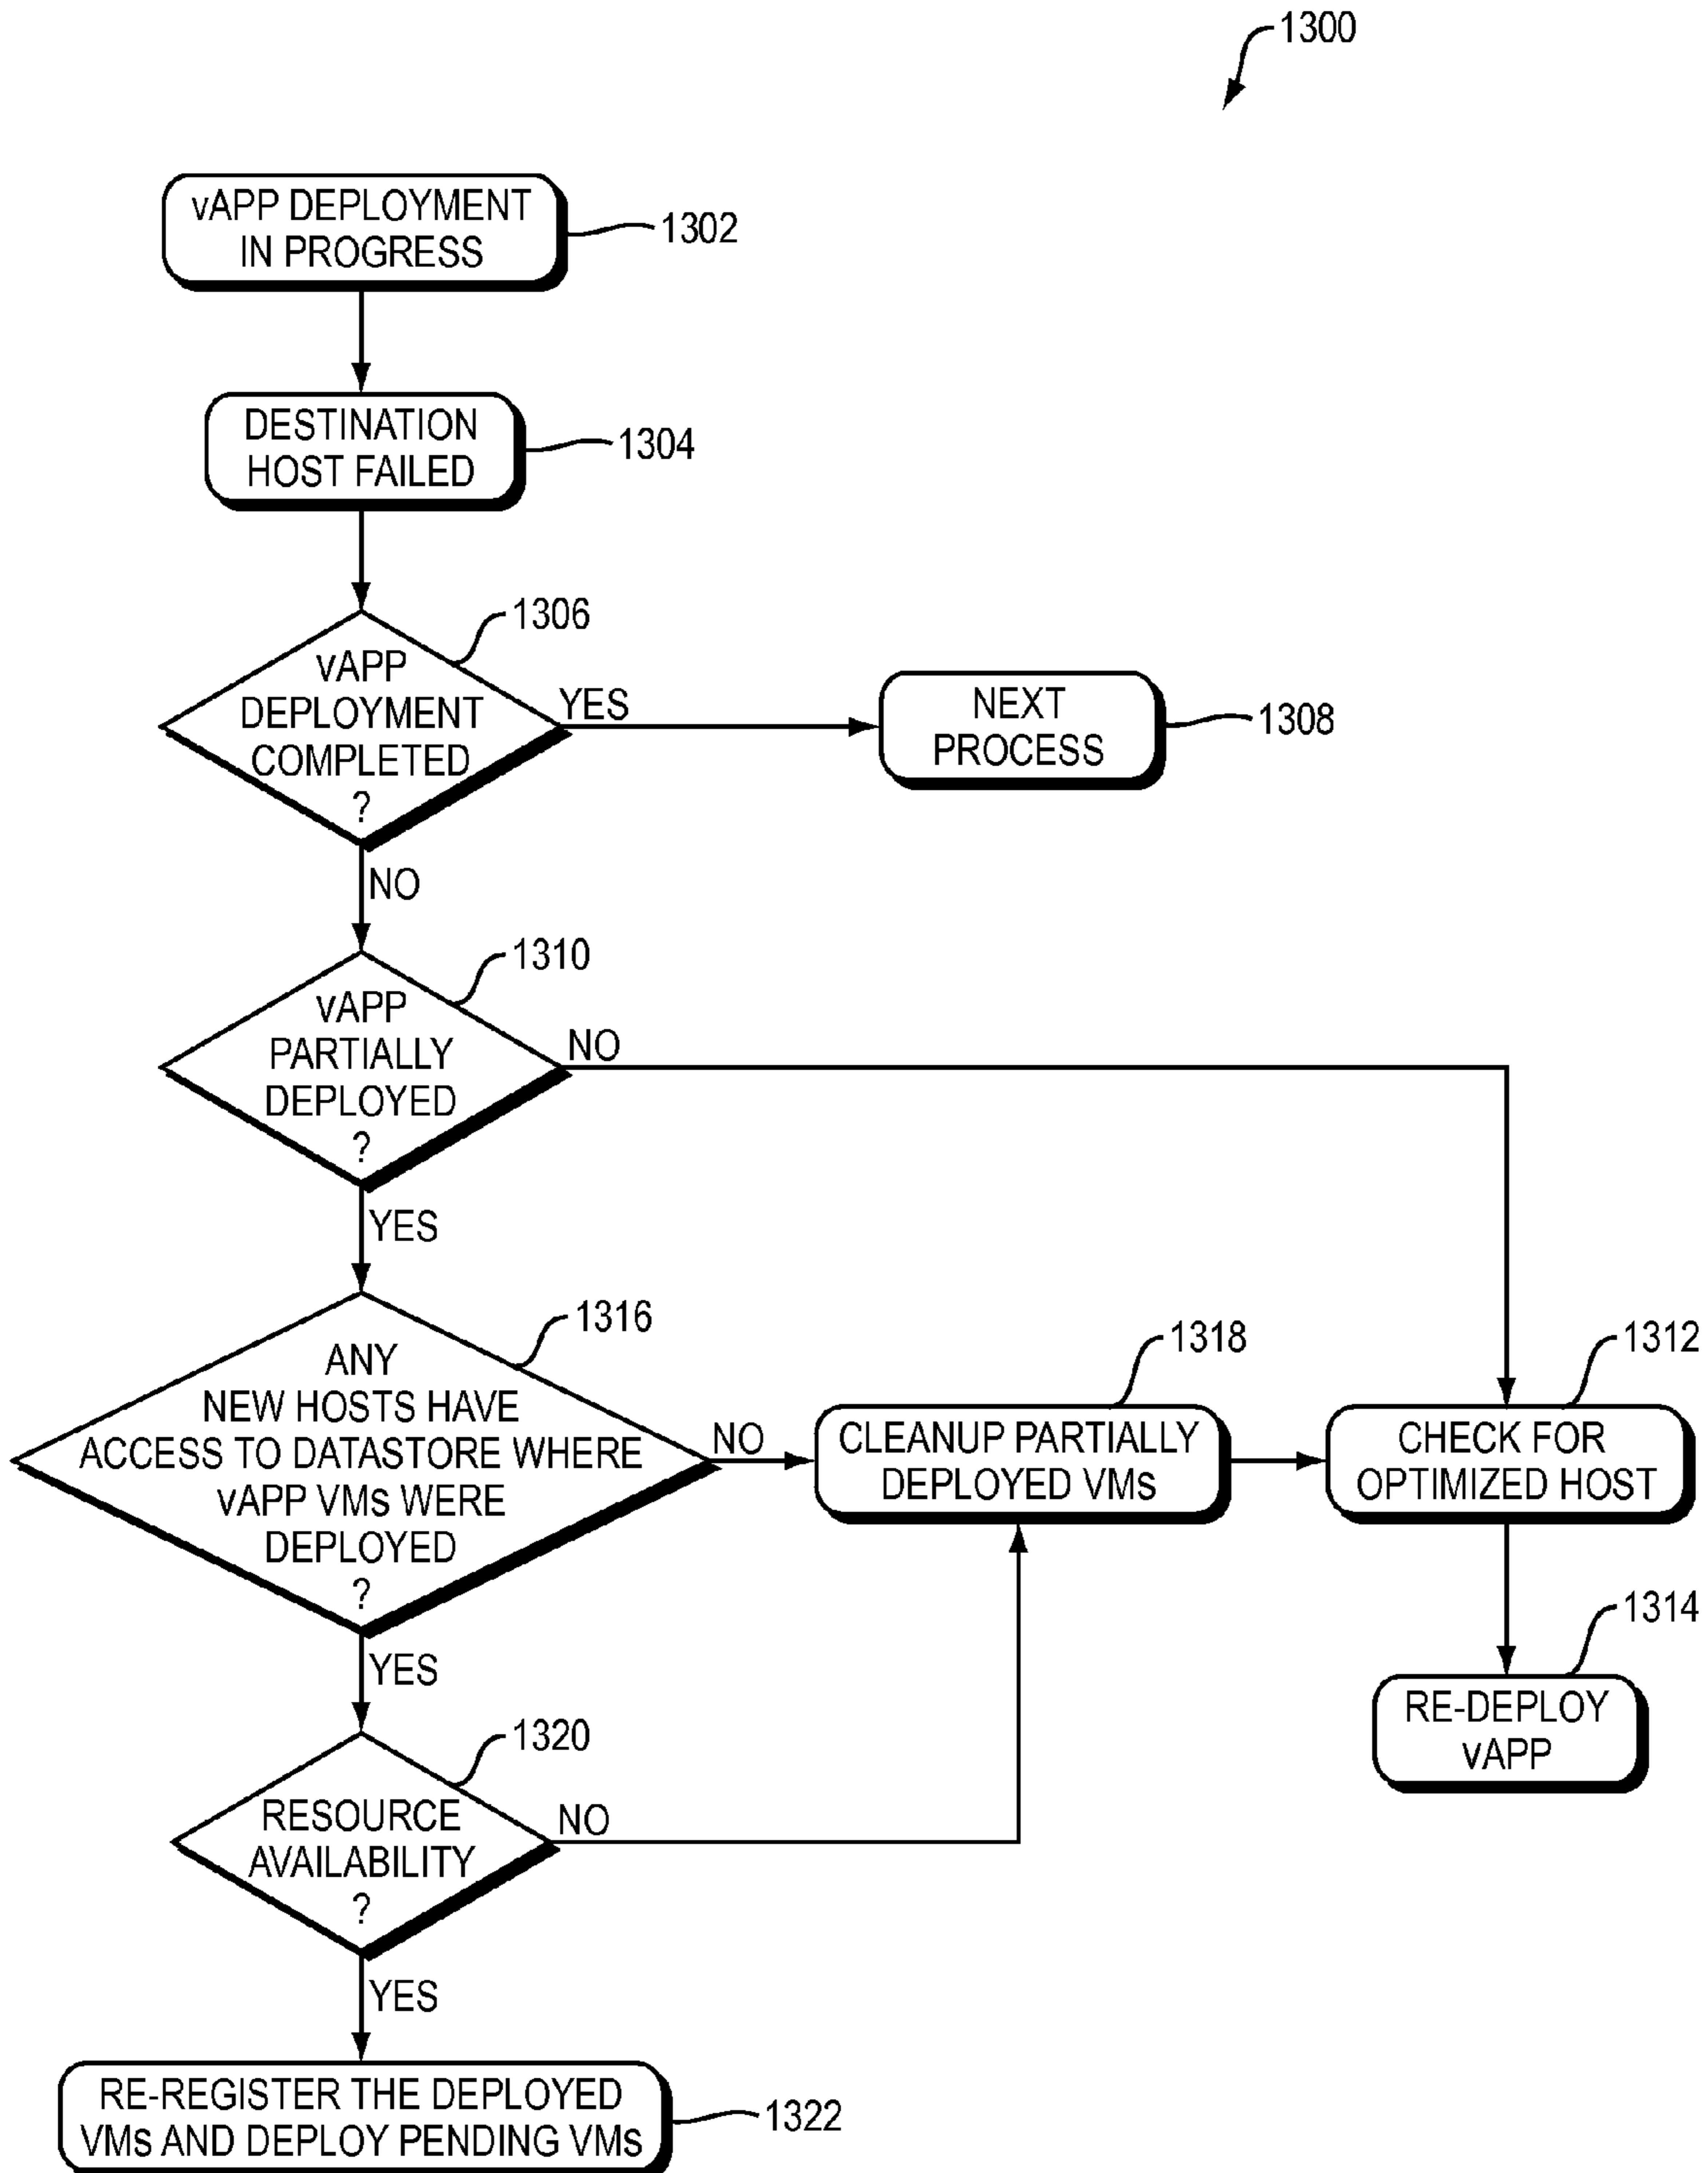 1300
vAPP DEPLOYMENT
IN PROGRESS
1302
DESTINATION
HOST FAILED
1304
1306
vAPP
DEPLOYMENT
COMPLETED
?
YES
NEXT
PROCESS
1308
NO
1310
vAPP
PARTIALLY
DEPLOYED
?
NO
YES
1316
ANY
NEW HOSTS HAVE
ACCESS TO DATASTORE WHERE
vAPP VMs WERE
DEPLOYED
?
NO
1318
CLEANUP PARTIALLY
DEPLOYED VMs
1312
CHECK FOR
OPTIMIZED HOST
1314
RE-DEPLOY
vAPP
YES
1320
RESOURCE
AVAILABILITY
?
NO
YES
RE-REGISTER THE DEPLOYED
VMs AND DEPLOY PENDING VMs
1322